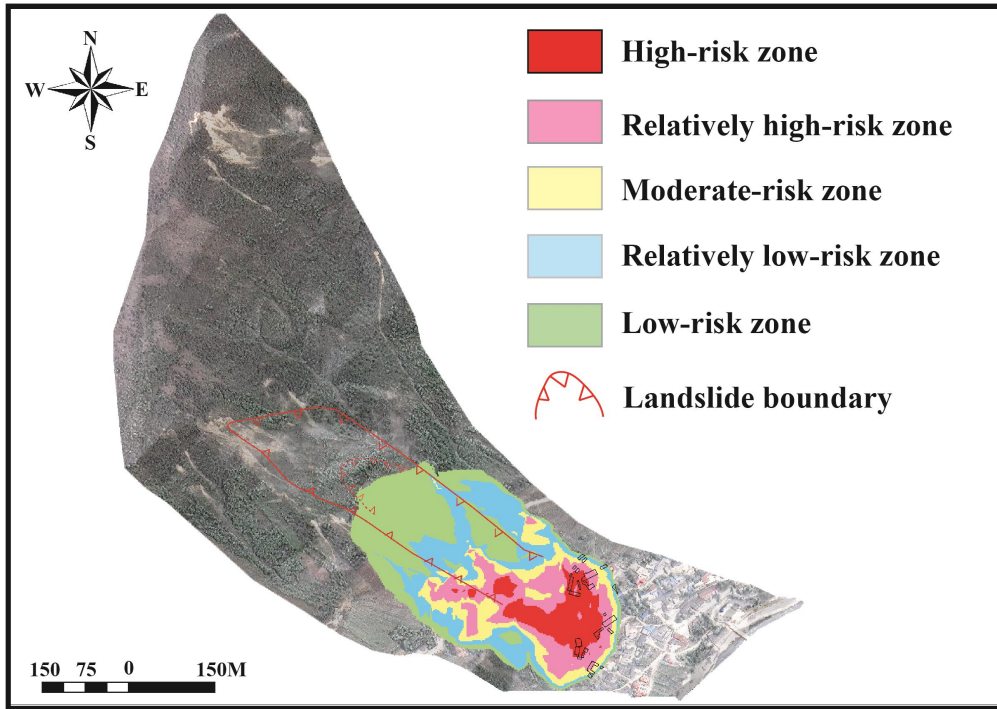 N
W E
S
High-risk zone
Relatively high-risk zone
Moderate-risk zone
Relatively low-risk zone
Low-risk zone
Landslide boundary
150 75 0 150M